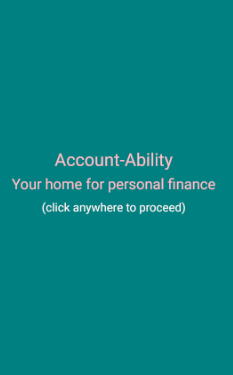 Account-Ability
Your home for personal finance
(click anywhere to proceed)